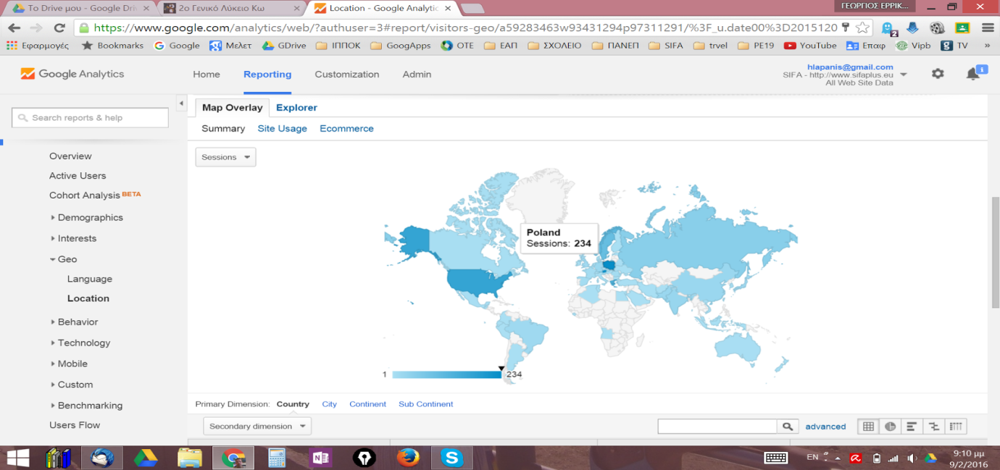 Το Drive μου - Google Dri
2ο Γενικό Λύκειο Κω
Location - Google Analytic
ΓΕΩΡΓΙΟΣ ΕΡΡΙΚ...
https://www.google.com/analytics/web/?authuser=3#report/visitors-geo/a59283463w93431294p97311291/%3F_u.date00%3D2015120
2
Εφαρμογές Bookmarks Google Μελετ GDrive ΙΠΠΟΚ GoogApps OTE ΕΑΠ ΣΧΟΛΕΙΟ ΠΑΝΕΠ SIFA trvel PE19 YouTube Επαφ Vipb TV »
Google Analytics
Home Reporting Customization Admin
hlapanis@gmail.com
SIFA - http://www.sifaplus.eu
All Web Site Data
Search reports & help
Overview
Active Users
Cohort Analysis BETA
Demographics
Interests
Geo
Language
Location
Behavior
Technology
Mobile
Custom
Benchmarking
Users Flow
Map Overlay Explorer
Summary Site Usage Ecommerce
Sessions
Poland
Sessions: 234
1 234
Primary Dimension: Country City Continent Sub Continent
Secondary dimension
advanced
EN
9:10 μμ
9/2/2016